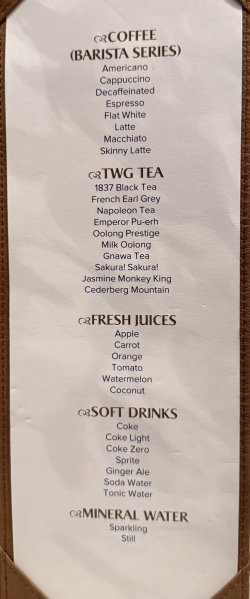 COFFEE
(BARISTA SERIES)
Americano
Cappuccino
Decaffeinated
Espresso
Flat White
Latte
Macchiato
Skinny Latte
TWG TEA
1837 Black Tea
French Earl Grey
Napoleon Tea
Emperor Pu-erh
Oolong Prestige
Milk Oolong
Gnawa Tea
Sakura! Sakura!
Jasmine Monkey King
Cederberg Mountain
FRESH JUICES
Apple
Carrot
Orange
Tomato
Watermelon
Coconut
SOFT DRINKS
Coke
Coke Light
Coke Zero
Sprite
Ginger Ale
Soda Water
Tonic Water
MINERAL WATER
Sparkling
Still